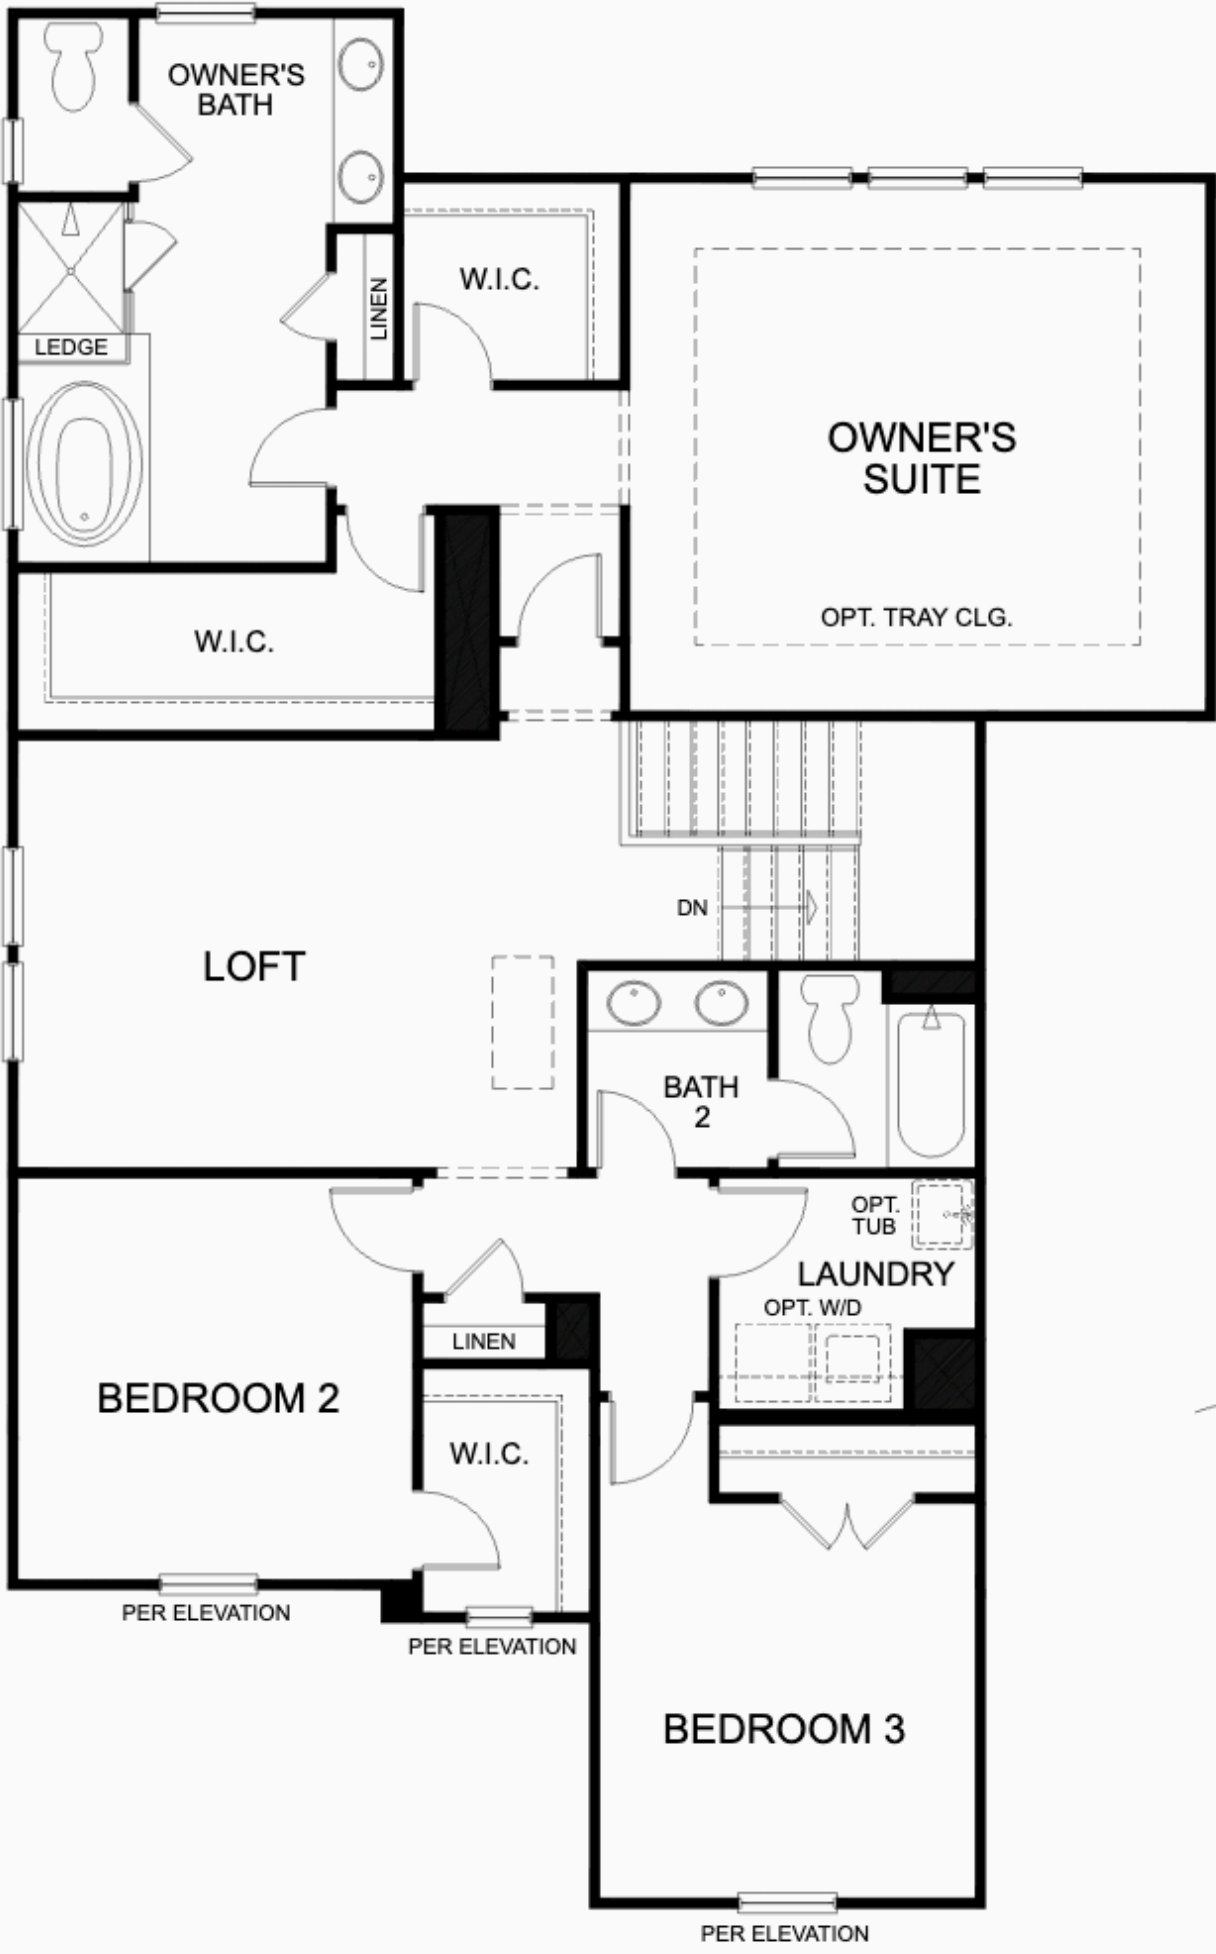 OWNER'S
BATH
W.I.C.
LINEN
LEDGE
OWNER'S
SUITE
OPT. TRAY CLG.
W.I.C.
DN
LOFT
BATH
2
OPT.
TUB
LAUNDRY
OPT. W/D
LINEN
BEDROOM 2
W.I.C.
PER ELEVATION
PER ELEVATION
BEDROOM 3
PER ELEVATION